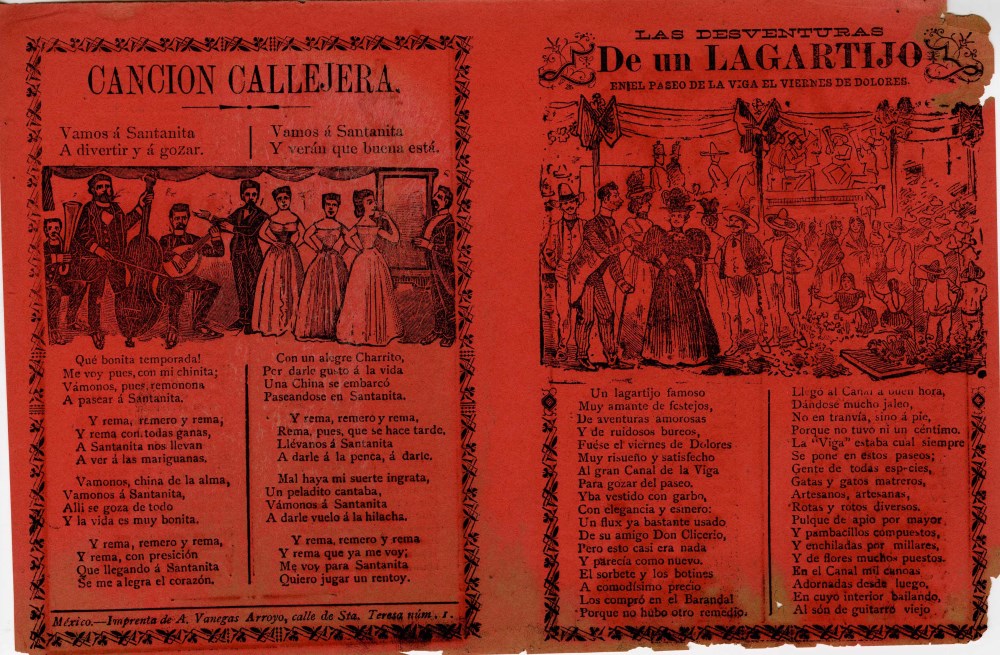 CANCION CALLEJERA.
Vamos á Santanita
A divertir y á gozar.
Vamos á Santanita
Y verán que buena está.
Qué bonita temporada!
Me voy pues, con mi chinita;
Vámonos, pues, remonona
A pasear á Santanita.
Y rema, remero y rema,
Y rema con todas ganas,
A Santanita nos llevan
A ver á las mariguanas.
Vamonos, china de la alma,
Vamonos á Santanita,
Alli se goza de todo
Y la vida es muy bonita.
Y rema, remero y rema,
Y rema, con presición
Que llegando á Santanita
Se me alegra el corazón.
Con un alegre Charrito,
Por darle gusto á la vida
Una China se embarcó
Paseandose en Santanita.
Y rema, remero y rema,
Rema, pues, que se hace tarde,
Llévanos á Santanita
A darle á la penca, á darle.
Mal haya mi suerte ingrata,
Un peladito cantaba,
Vámonos á Santanita
A darle vuelo á la hilacha.
Y rema, remero y rema
Y rema que ya me voy;
Me voy para Santanita
Quiero jugar un rentoy.
México.—Imprenta de A. Vanegas Arroyo, calle de Sta. Teresa núm, 1.
LAS DESVENTURAS
De un LAGARTIJO
EN EL PASEO DE LA VIGA EL VIERNES DE DOLORES.
Un lagartijo famoso
Muy amante de festejos,
De aventuras amorosas
Y de ruidosos bureos,
Fuése el viernes de Dolores
Muy risueño y satisfecho
Al gran Canal de la Viga
Para gozar del paseo.
Yba vestido con garbo,
Con elegancia y esmero:
Un flux ya bastante usado
De su amigo Don Clicerio,
Pero esto casi era nada
Y parecía como nuevo.
El sorbete y los botines
A comodísimo precio
Los compró en el Barandal
Porque no hubo otro remedio.
Llegó al Canal á buen hora,
Dándose mucho jaleo,
No en tranvía, sinó á pie,
Porque no tuvo ni un céntimo.
La "Viga" estaba cual siempre
Se pone en estos paseos;
Gente de todas especies,
Gatas y gatos matreros,
Artesanos, artesanas,
Rotas y rotos diversos.
Pulque de apio por mayor
Y pambacillos compuestos,
Y enchiladas por millares,
Y de flores muchos puestos.
En el Canal mil canoas
Adornadas desde luego,
En cuyo interior bailando,
Al són de guitarro viejo